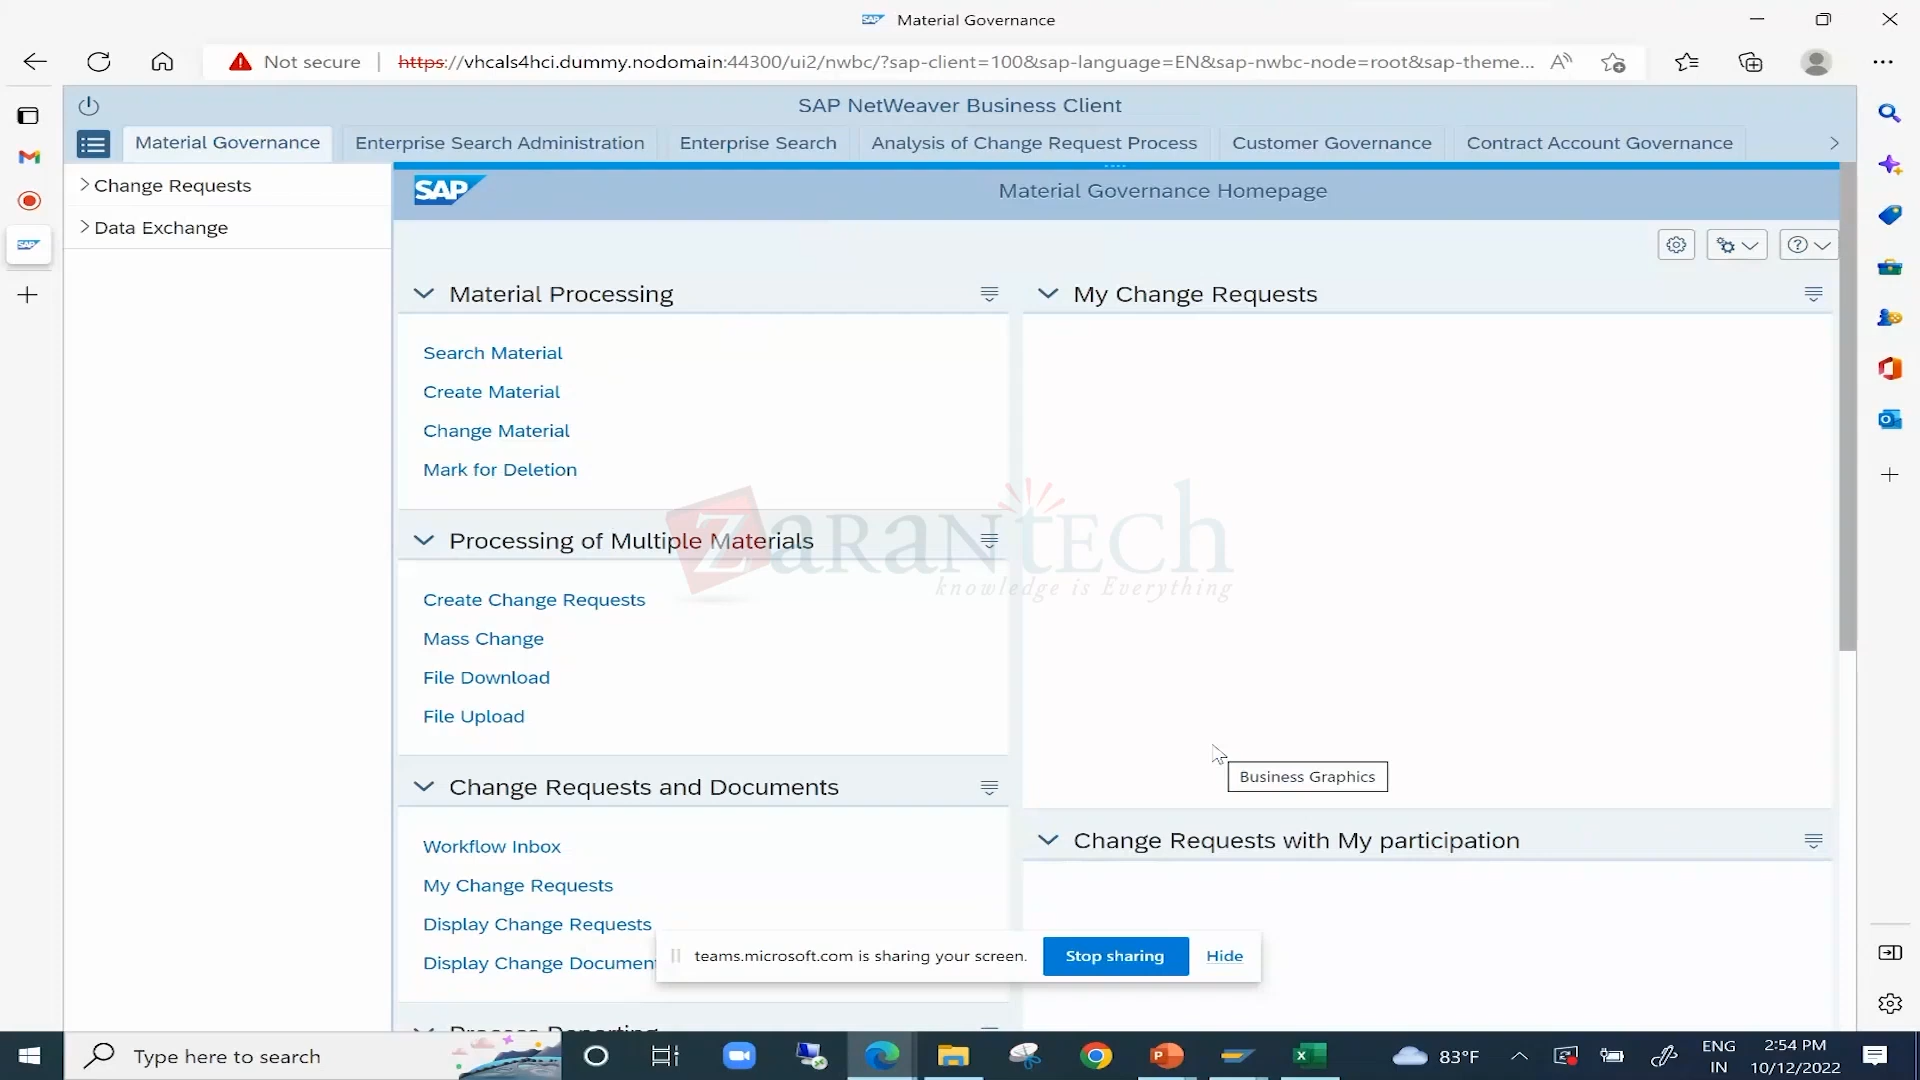 Material Governance
Not secure
https://vhcals4hci.dummy.nodomain:44300/ui2/nwbc/?sap-client=100&sap-language=EN&sap-nwbc-node=root&sap-theme...
SAP NetWeaver Business Client
Material Governance
Enterprise Search Administration
Enterprise Search
Analysis of Change Request Process
Customer Governance
Contract Account Governance
Change Requests
Data Exchange
SAP
Material Governance Homepage
Material Processing
Search Material
Create Material
Change Material
Mark for Deletion
Processing of Multiple Materials
Create Change Requests
Mass Change
File Download
File Upload
Change Requests and Documents
Workflow Inbox
My Change Requests
Display Change Requests
Display Change Documen
My Change Requests
Business Graphics
Change Requests with My participation
ZaranTech
knowledge is Everything
teams.microsoft.com is sharing your screen.
Stop sharing
Hide
Process Reporting
Type here to search
83°F
ENG
IN
2:54 PM
10/12/2022